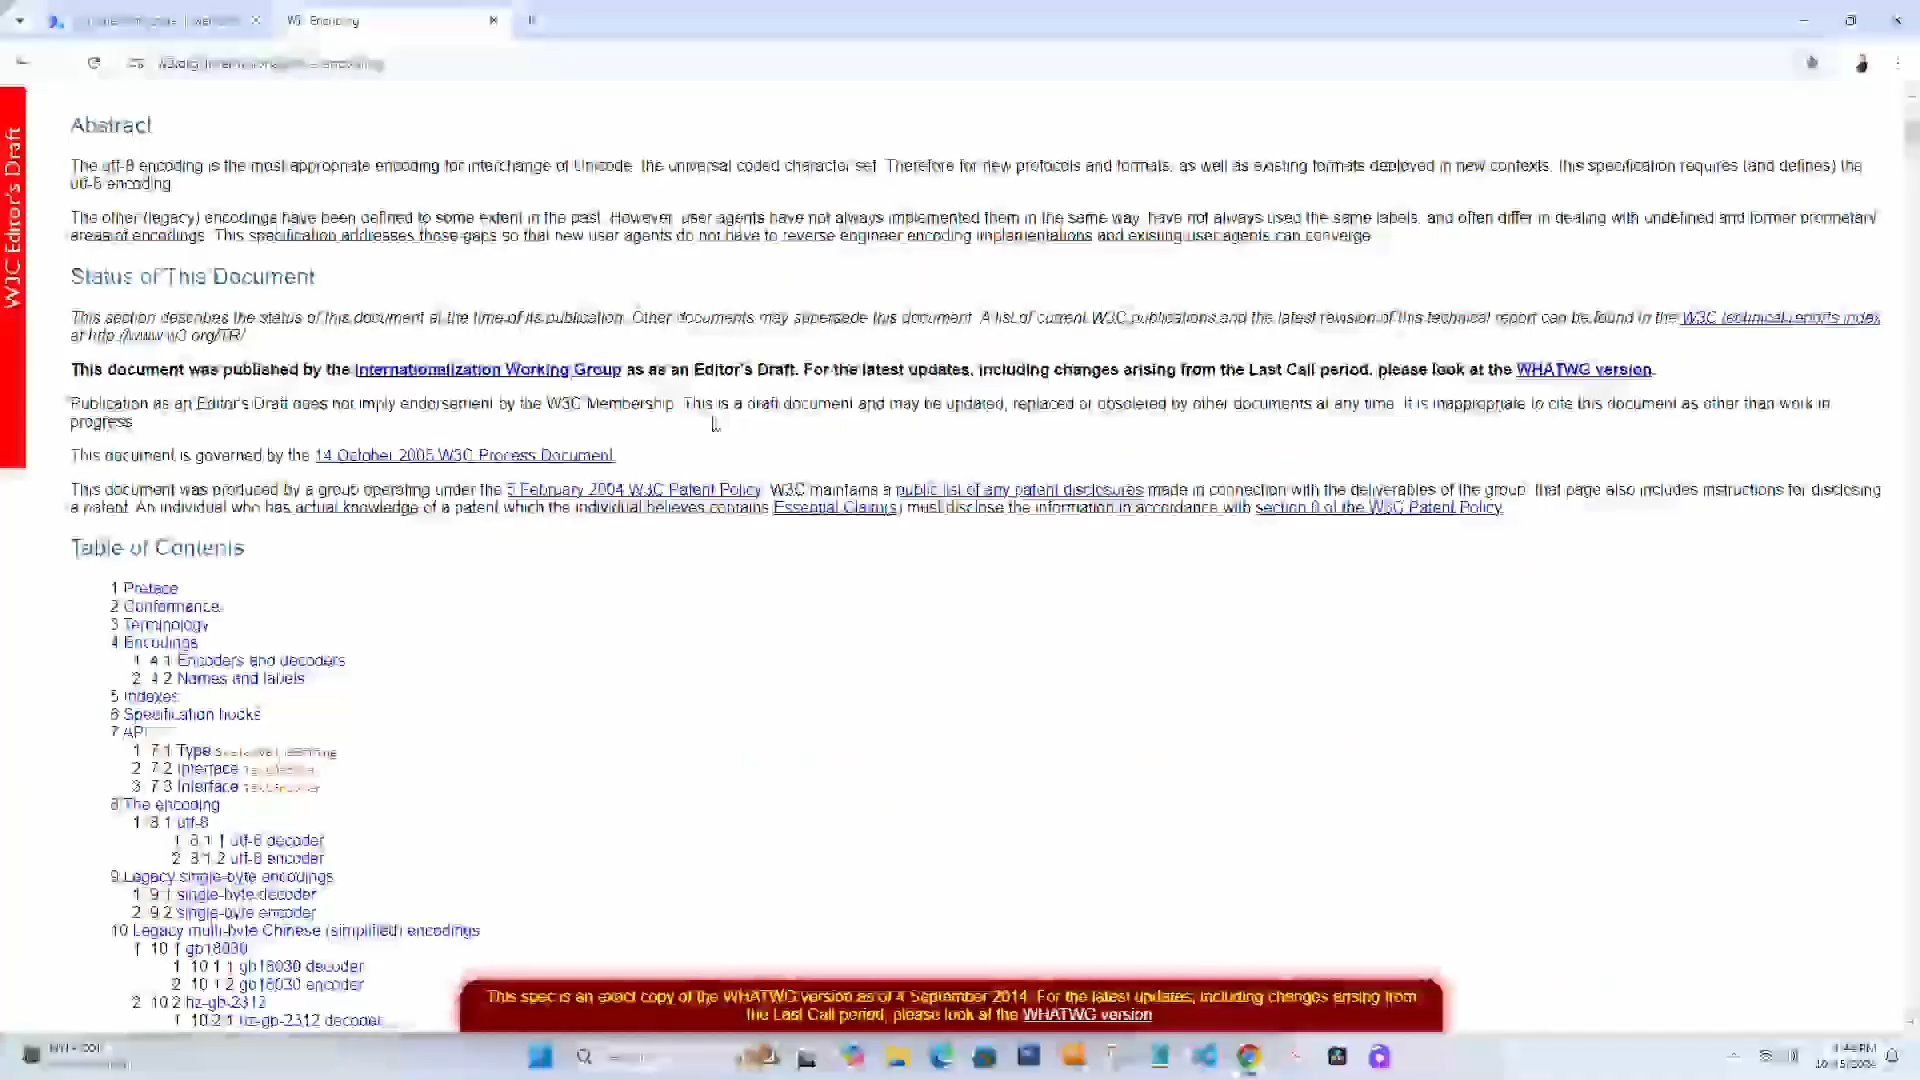 Encoding
W3C Editor's Draft
Abstract
The utf-8 encoding is the most appropriate encoding for interchange of Unicode, the universal coded character set. Therefore for new protocols and formats, as well as existing formats deployed in new contexts, this specification requires (and defines) the
utf-8 encoding.
The other (legacy) encodings have been defined to some extent in the past. However, user agents have not always implemented them in the same way, have not always used the same labels, and often differ in dealing with undefined and former proprietary
areas of encodings. This specification addresses those gaps so that new user agents do not have to reverse engineer encoding implementations and existing user agents can converge.
Status of This Document
This section describes the status of this document at the time of its publication. Other documents may supersede this document. A list of current W3C publications and the latest revision of this technical report can be found in the W3C technical reports index
at http://www.w3.org/TR/
This document was published by the Internationalization Working Group as as an Editor's Draft. For the latest updates, including changes arising from the Last Call period, please look at the WHATWG version.
Publication as an Editor's Draft does not imply endorsement by the W3C Membership. This is a draft document and may be updated, replaced or obsoleted by other documents at any time. It is inappropriate to cite this document as other than work in
progress.
This document is governed by the 14 October 2005 W3C Process Document.
This document was produced by a group operating under the 5 February 2004 W3C Patent Policy. W3C maintains a public list of any patent disclosures made in connection with the deliverables of the group; that page also includes instructions for disclosing
a patent. An individual who has actual knowledge of a patent which the individual believes contains Essential Claim(s) must disclose the information in accordance with section 6 of the W3C Patent Policy.
Table of Contents
1 Preface
2 Conformance
3 Terminology
4 Encodings
1 4.1 Encoders and decoders
2 4.2 Names and labels
5 Indexes
6 Specification hooks
7 API
1 7.1 Type
2 7.2 Interface
3 7.3 Interface
8 The encoding
1 8.1 utf-8
1 8.1.1 utf-8 decoder
2 8.1.2 utf-8 encoder
9 Legacy single-byte encodings
1 9.1 single-byte decoder
2 9.2 single-byte encoder
10 Legacy multi-byte Chinese (simplified) encodings
1 10.1 gb18030
1 10.1.1 gb18030 decoder
2 10.1.2 gb18030 encoder
2 10.2 hz-gb-2312
1 10.2.1 hz-gb-2312 decoder
This spec is an exact copy of the WHATWG version as of 4 September 2014. For the latest updates, including changes arising from
the Last Call period, please look at the WHATWG version